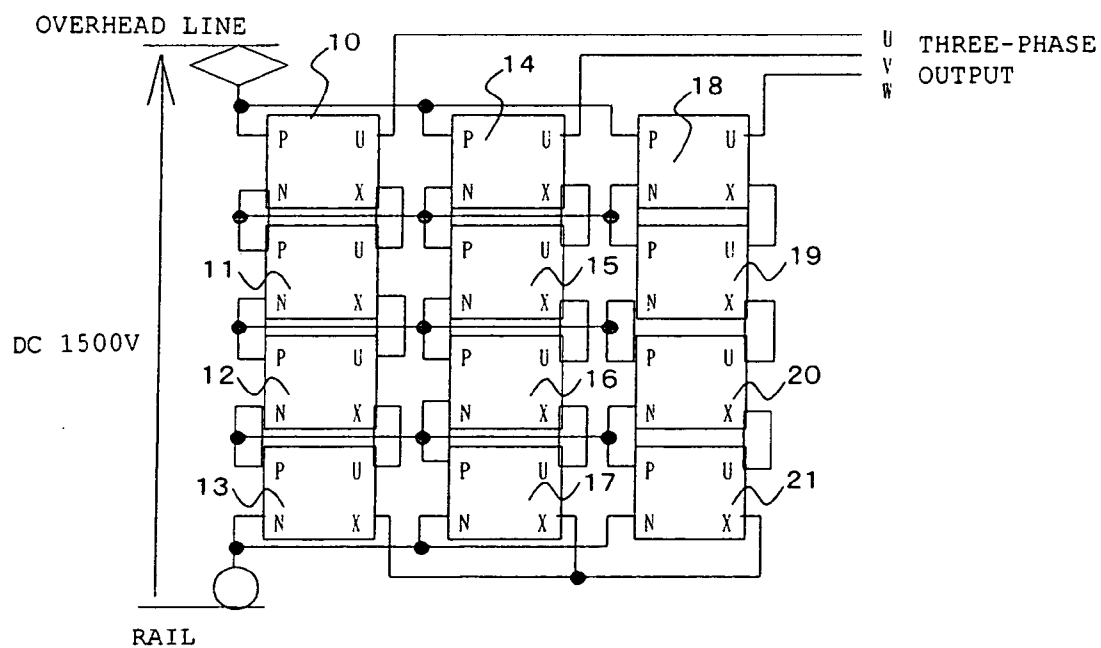 OVERHEAD LINE
10
14
18
U THREE-PHASE
V OUTPUT
W
P U P U P U
N X N X N X
P U P U P U
11
15
19
N X N X N X
DC 1500V
P U P U P U
12
16
20
N X N X N X
P U P U P U
13
17
21
N X N X N X
RAIL